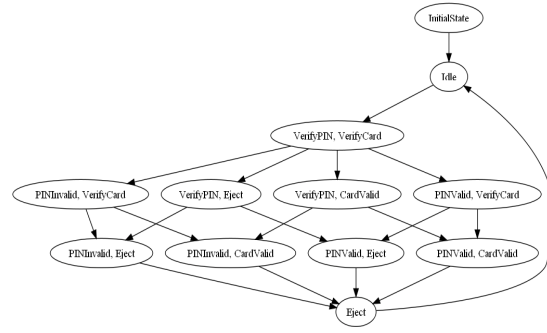 InitialState
Idle
VerifyPIN, VerifyCard
PINInvalid, VerifyCard
VerifyPIN, Eject
VerifyPIN, CardValid
PINValid, VerifyCard
PINInvalid, Eject
PINInvalid, CardValid
PINValid, Eject
PINValid, CardValid
Eject